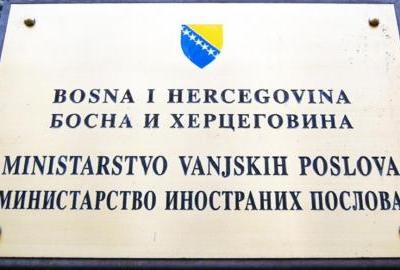 BOSNA I HERCEGOVINA
БОСНА И ХЕРЦЕГОВИНА
MINISTARSTVO VANJSKIH POSLOVA
МИНИСТАРСТВО ИНОСТРАНИХ ПОСЛОВА